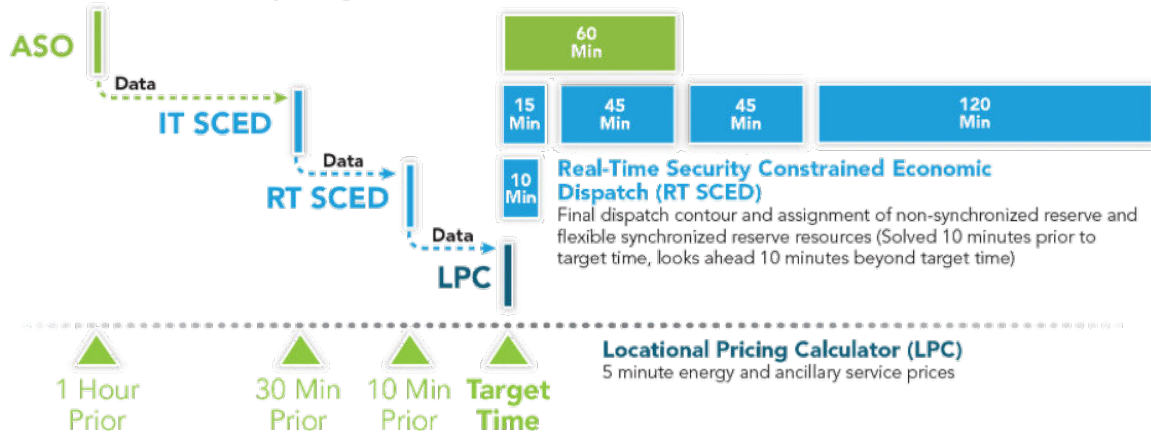 ASO
60
Min
Data
15
Min
45
Min
45
Min
120
Min
IT SCED
Data
10
Min
Real-Time Security Constrained Economic
Dispatch (RT SCED)
RT SCED
Final dispatch contour and assignment of non-synchronized reserve and
flexible synchronized reserve resources (Solved 10 minutes prior to
target time, looks ahead 10 minutes beyond target time)
Data
LPC
Locational Pricing Calculator (LPC)
5 minute energy and ancillary service prices
1 Hour
Prior
30 Min
Prior
10 Min
Prior
Target
Time